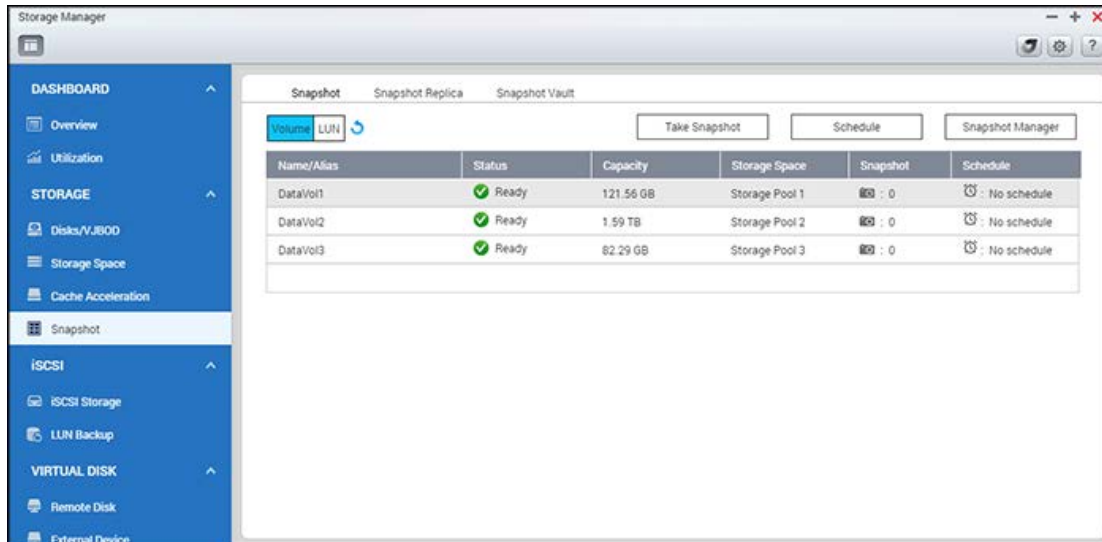 Storage Manager
DASHBOARD
Overview
Utilization
STORAGE
Disks/VJBOD
Storage Space
Cache Acceleration
Snapshot
iSCSI
iSCSI Storage
LUN Backup
VIRTUAL DISK
Remote Disk
External Device
Snapshot Snapshot Replica Snapshot Vault
Volume LUN Take Snapshot Schedule Snapshot Manager
Name/Alias Status Capacity Storage Space Snapshot Schedule
DataVol1 Ready 121.56 GB Storage Pool 1 : 0 : No schedule
DataVol2 Ready 1.59 TB Storage Pool 2 : 0 : No schedule
DataVol3 Ready 82.29 GB Storage Pool 3 : 0 : No schedule